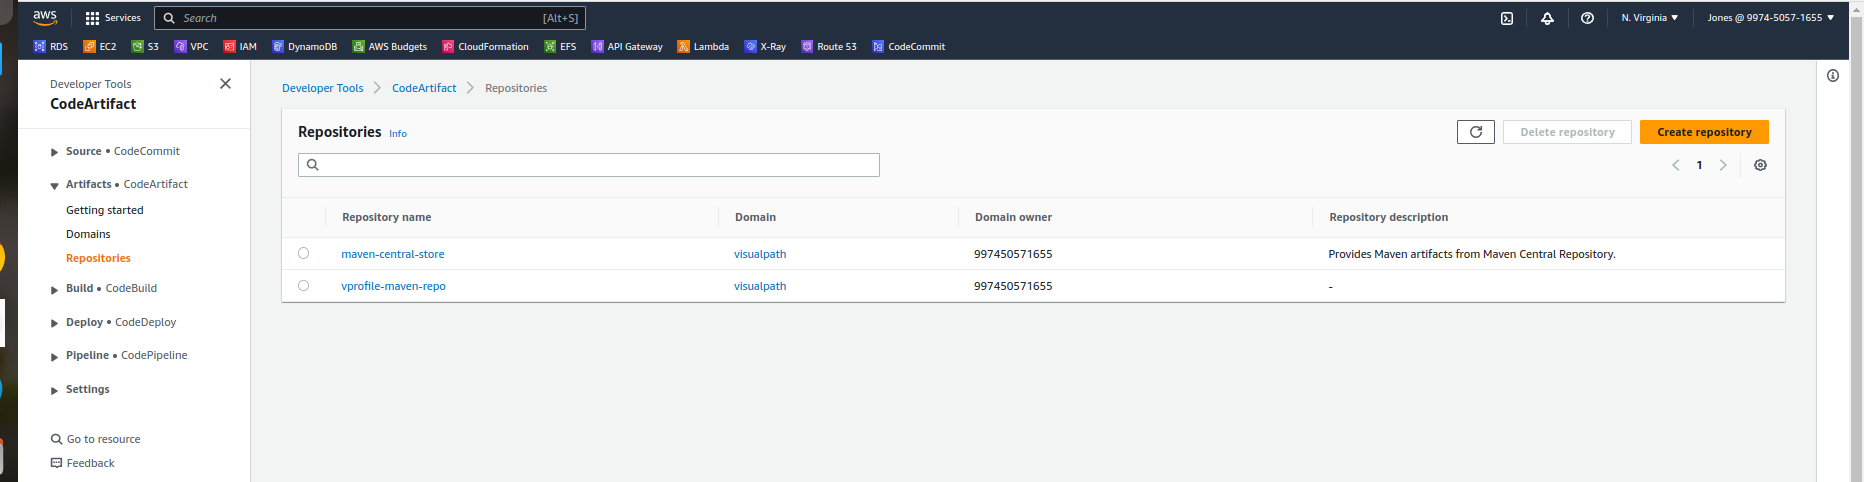 aws Services Search [Alt+S] N. Virginia Jones @ 9974-5057-1655
RDS EC2 S3 VPC IAM DynamoDB AWS Budgets CloudFormation EFS API Gateway Lambda X-Ray Route 53 CodeCommit
Developer Tools
CodeArtifact
Source • CodeCommit
Artifacts • CodeArtifact
Getting started
Domains
Repositories
Build • CodeBuild
Deploy • CodeDeploy
Pipeline • CodePipeline
Settings
Go to resource
Feedback
Developer Tools CodeArtifact Repositories
Repositories Info Delete repository Create repository
1
Repository name Domain Domain owner Repository description
maven-central-store visualpath 997450571655 Provides Maven artifacts from Maven Central Repository.
vprofile-maven-repo visualpath 997450571655 -